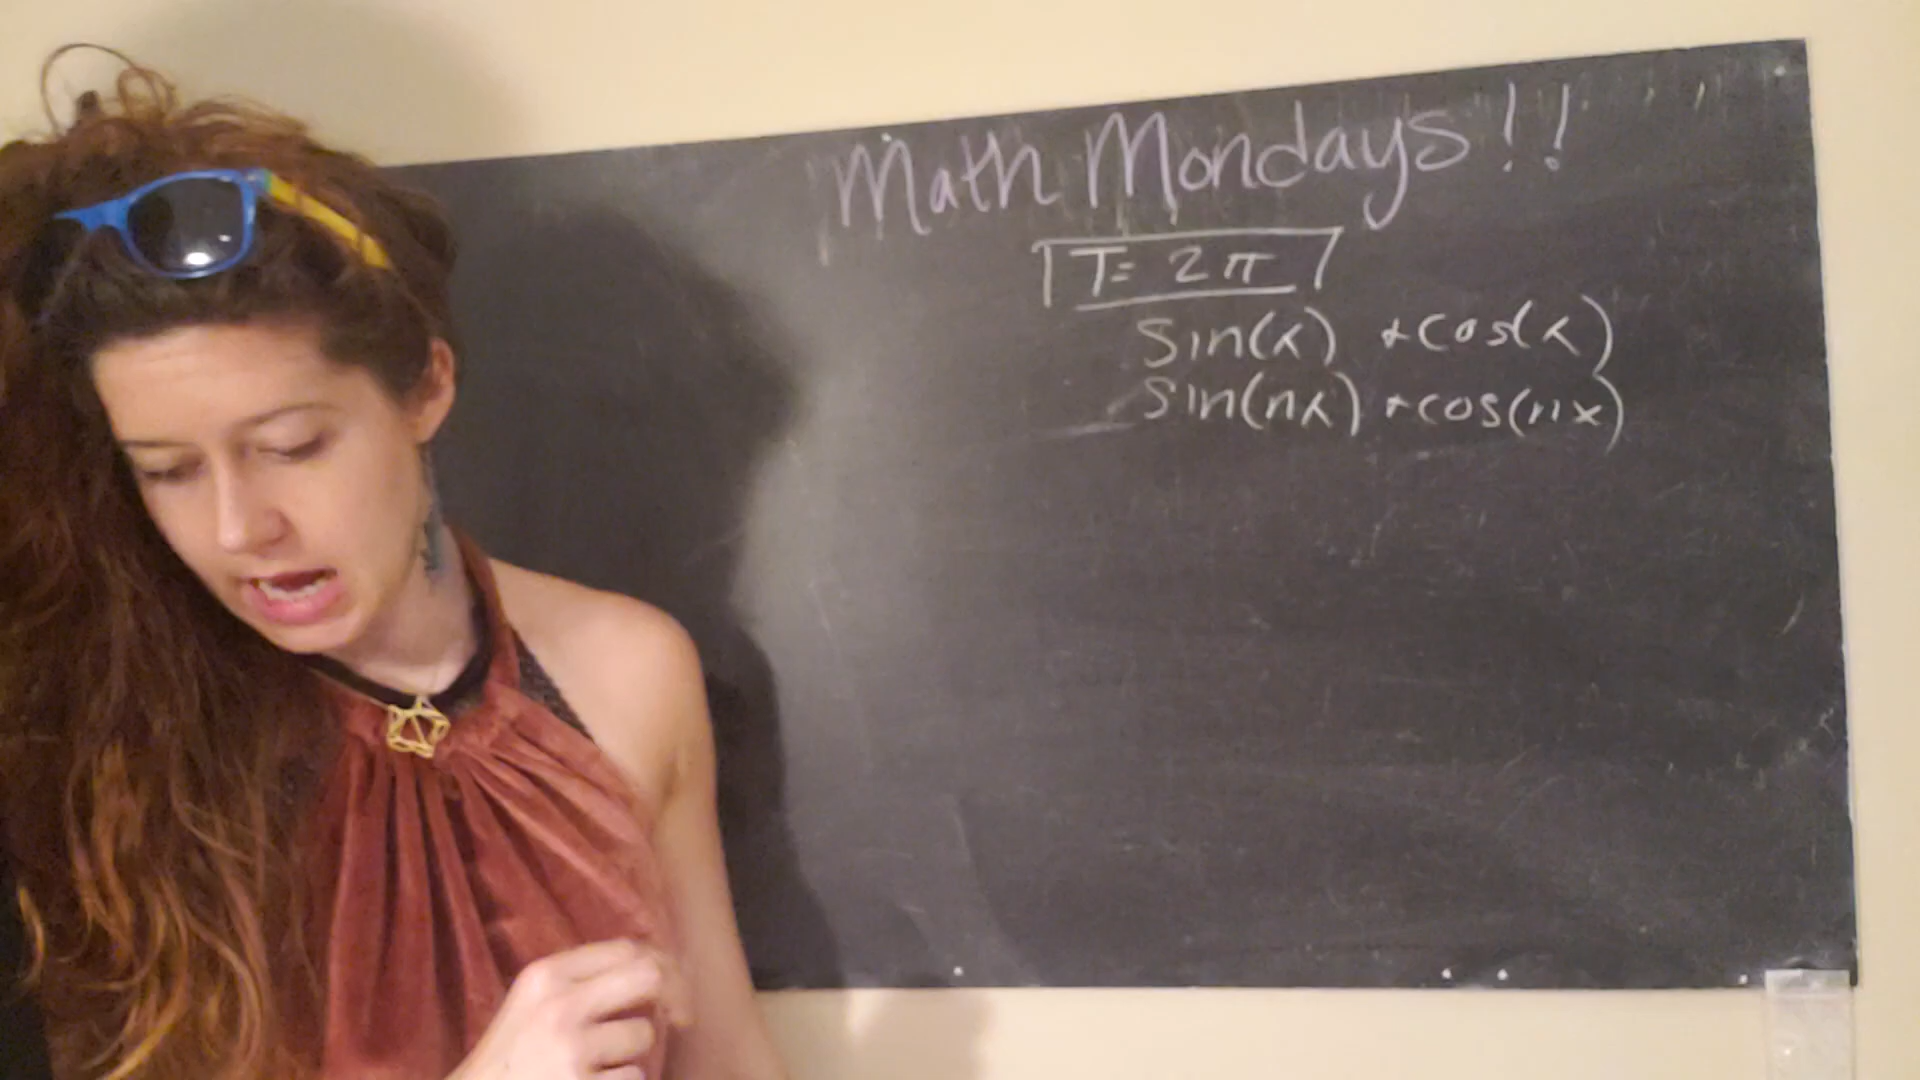 Math Mondays!!
T= 2π
sin(x) + cos(x)
sin(nx) + cos(nx)